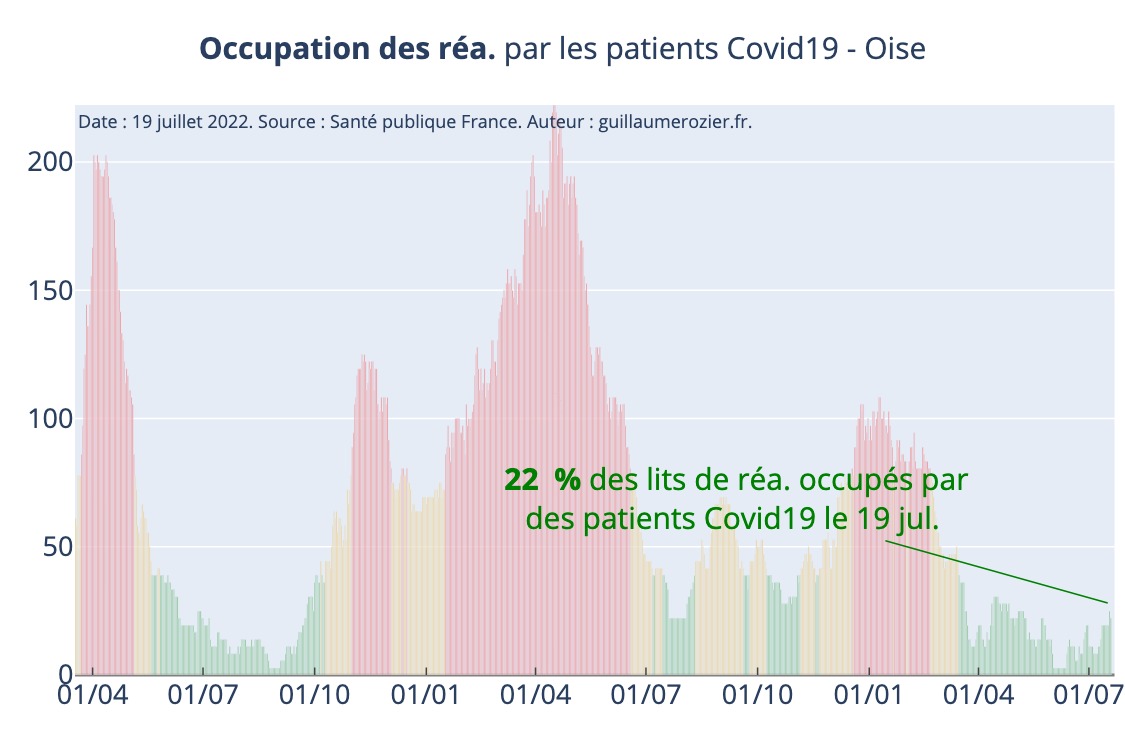 Occupation des réa. par les patients Covid19 - Oise
Date : 19 juillet 2022. Source : Santé publique France. Auteur : guillaumerozier.fr.
200
150
100
50
0
22 % des lits de réa. occupés par
des patients Covid19 le 19 jul.
01/04 01/07 01/10 01/01 01/04 01/07 01/10 01/01 01/04 01/07